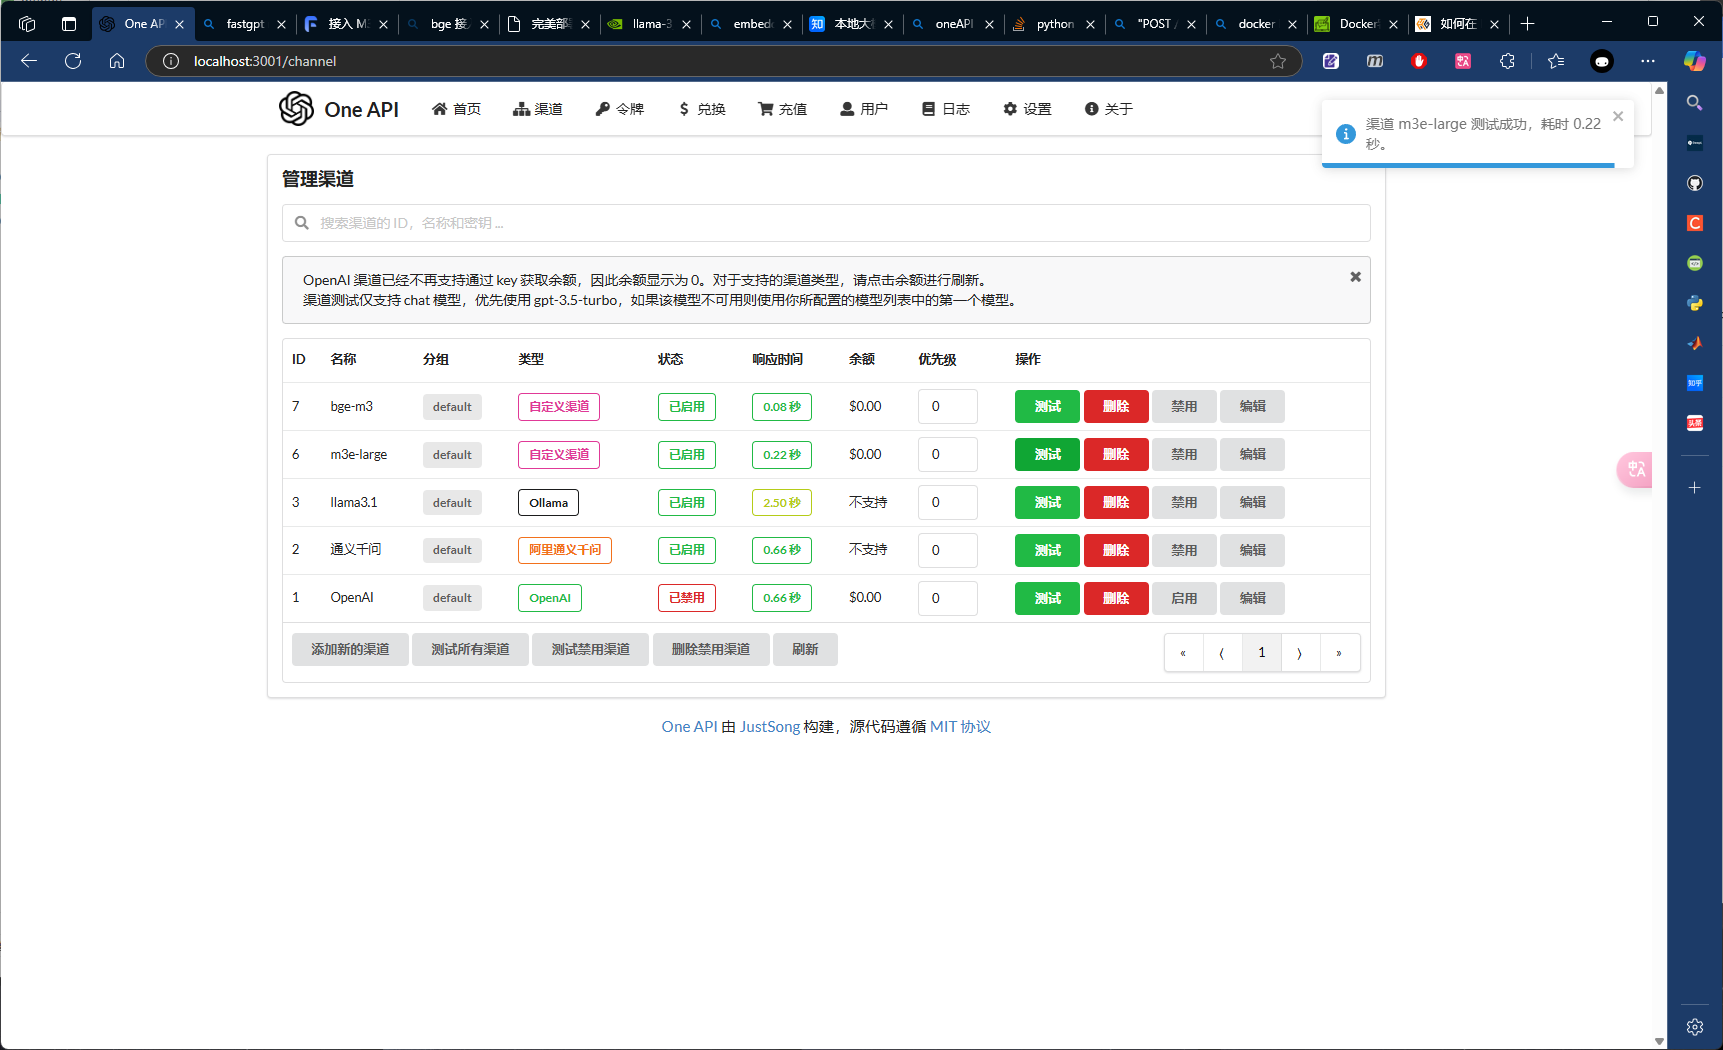 One AP
fastgpt
接入 M
bge 接
完美部
llama-3
embed
知
本地大
oneAPI
python
"POST /
docker
Docker
如何在
localhost:3001/channel
One API
首页
渠道
令牌
兑换
充值
用户
日志
设置
关于
渠道 m3e-large 测试成功，耗时 0.22
秒。
管理渠道
搜索渠道的 ID，名称和密钥 ...
OpenAI 渠道已经不再支持通过 key 获取余额，因此余额显示为 0。对于支持的渠道类型，请点击余额进行刷新。
渠道测试仅支持 chat 模型，优先使用 gpt-3.5-turbo，如果该模型不可用则使用你所配置的模型列表中的第一个模型。
ID 名称 分组 类型 状态 响应时间 余额 优先级 操作
7 bge-m3 default 自定义渠道 已启用 0.08 秒 $0.00 0 测试 删除 禁用 编辑
6 m3e-large default 自定义渠道 已启用 0.22 秒 $0.00 0 测试 删除 禁用 编辑
3 llama3.1 default Ollama 已启用 2.50 秒 不支持 0 测试 删除 禁用 编辑
2 通义千问 default 阿里通义千问 已启用 0.66 秒 不支持 0 测试 删除 禁用 编辑
1 OpenAI default OpenAI 已禁用 0.66 秒 $0.00 0 测试 删除 启用 编辑
添加新的渠道 测试所有渠道 测试禁用渠道 删除禁用渠道 刷新
« ⟨ 1 ⟩ »
One API 由 JustSong 构建，源代码遵循 MIT 协议
知乎
头条